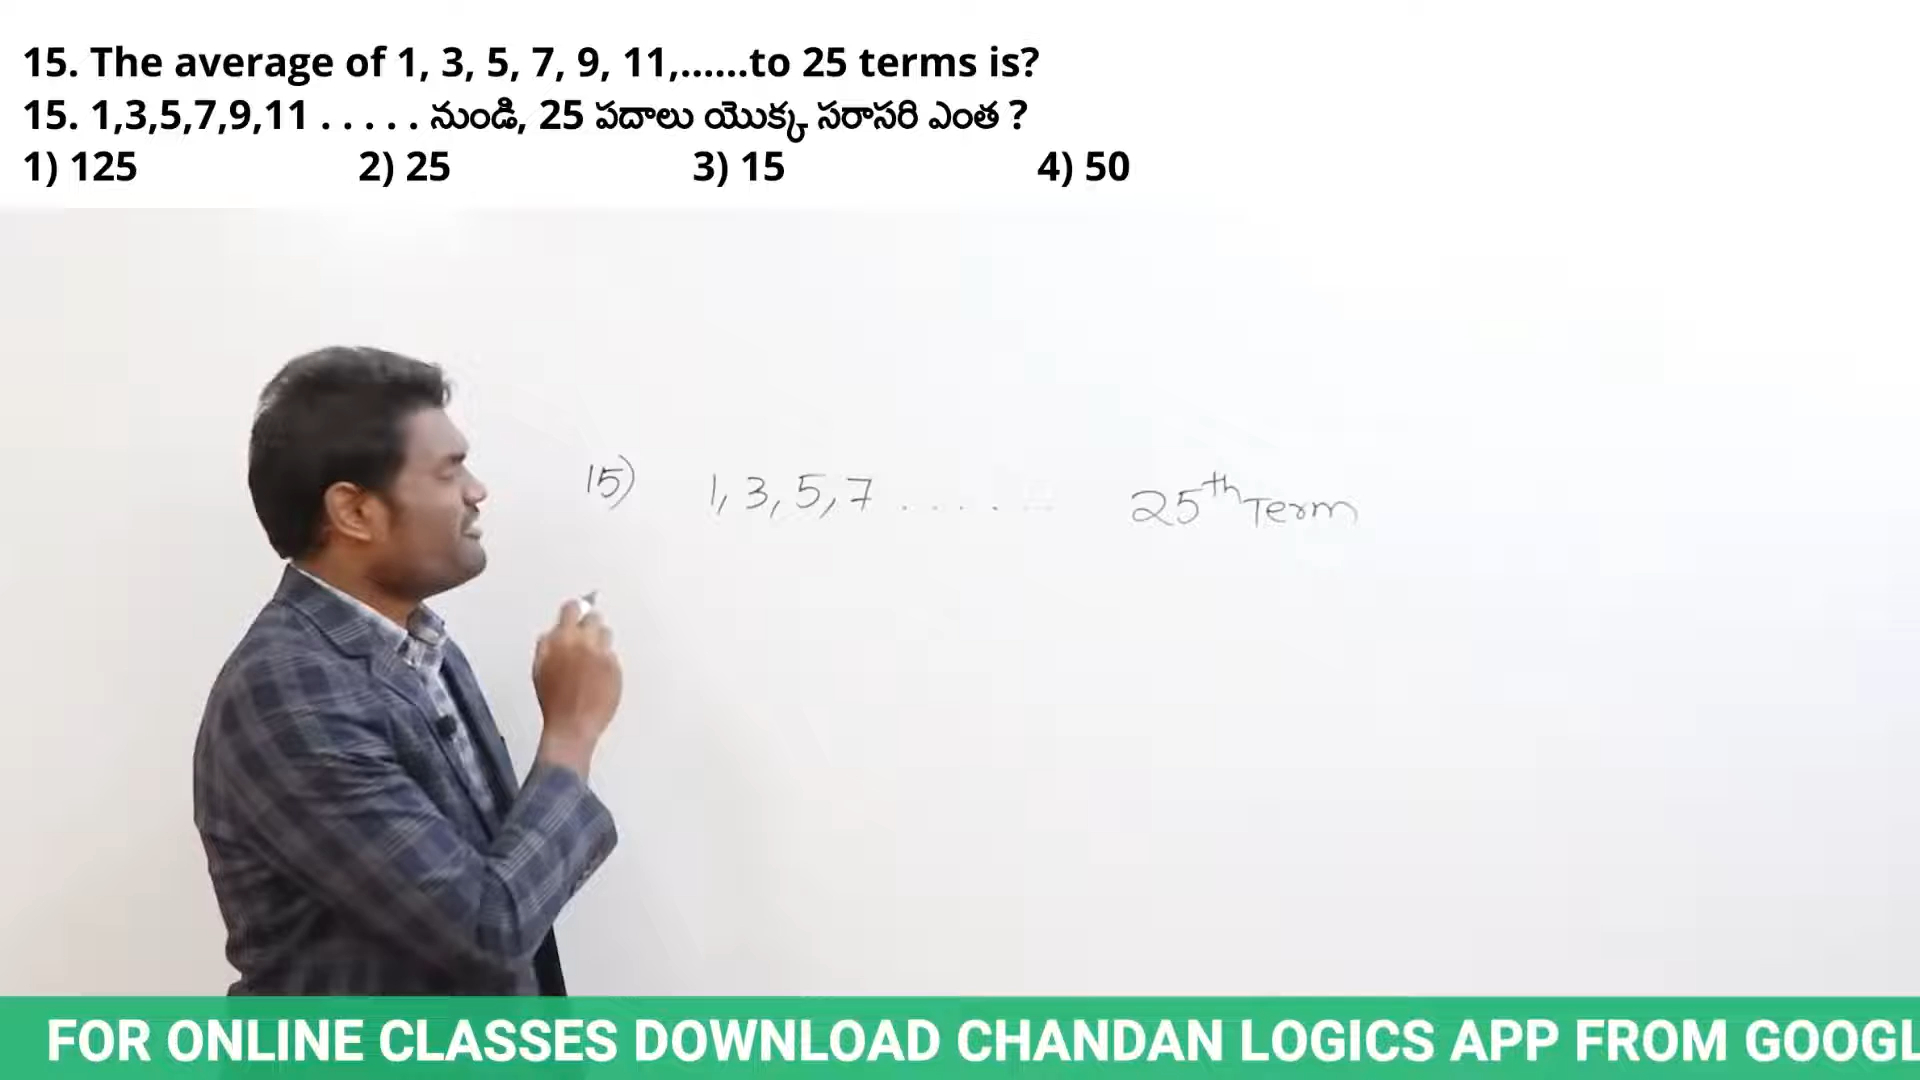 15. The average of 1, 3, 5, 7, 9, 11,......to 25 terms is?
15. 1,3,5,7,9,11 . . . . . నుండి, 25 పదాలు యొక్క సరాసరి ఎంత ?
1) 125 2) 25 3) 15 4) 50
15) 1, 3, 5, 7 . . . . . . 25th Term
FOR ONLINE CLASSES DOWNLOAD CHANDAN LOGICS APP FROM GOOGL